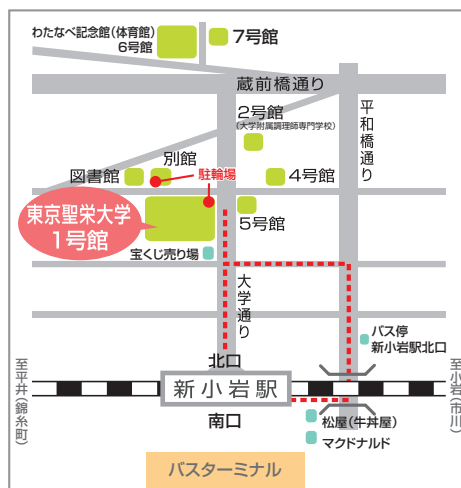 わたなべ記念館(体育館)
6号館
7号館
蔵前橋通り
2号館
(大学附属調理師専門学校)
平和橋通り
別館
駐輪場
図書館
4号館
東京聖栄大学
1号館
5号館
宝くじ売り場
大学通り
バス停
新小岩駅北口
北口
至平井(錦糸町)
新小岩駅
至小岩(市川)
南口
松屋(牛丼屋)
マクドナルド
バスターミナル